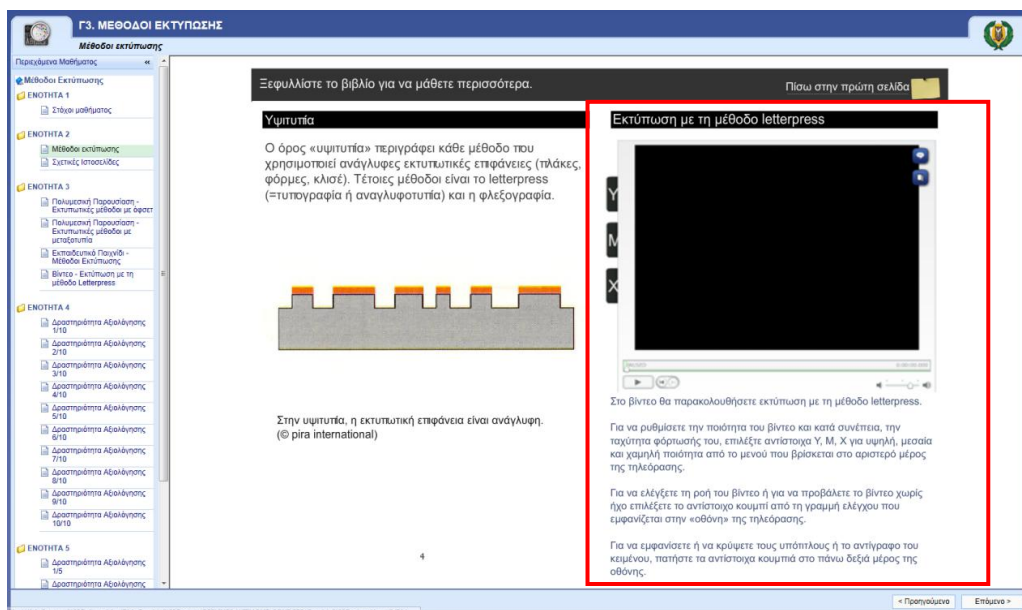 Γ3. ΜΕΘΟΔΟΙ ΕΚΤΥΠΩΣΗΣ
Μέθοδοι εκτύπωσης
Περιεχόμενα Μαθήματος «
Μέθοδοι Εκτύπωσης
ΕΝΟΤΗΤΑ 1
Στόχοι μαθήματος
ΕΝΟΤΗΤΑ 2
Μέθοδοι εκτύπωσης
Σχετικές Ιστοσελίδες
ΕΝΟΤΗΤΑ 3
Πολυμεσική Παρουσίαση -
Εκτυπωτικές μέθοδοι με όφσετ
Πολυμεσική Παρουσίαση -
Εκτυπωτικές μέθοδοι με
μεταξοτυπία
Εκπαιδευτικό Παιχνίδι -
Μέθοδοι Εκτύπωσης
Βίντεο - Εκτύπωση με τη
μέθοδο Letterpress
ΕΝΟΤΗΤΑ 4
Δραστηριότητα Αξιολόγησης
1/10
Δραστηριότητα Αξιολόγησης
2/10
Δραστηριότητα Αξιολόγησης
3/10
Δραστηριότητα Αξιολόγησης
4/10
Δραστηριότητα Αξιολόγησης
5/10
Δραστηριότητα Αξιολόγησης
6/10
Δραστηριότητα Αξιολόγησης
7/10
Δραστηριότητα Αξιολόγησης
8/10
Δραστηριότητα Αξιολόγησης
9/10
Δραστηριότητα Αξιολόγησης
10/10
ΕΝΟΤΗΤΑ 5
Δραστηριότητα Αξιολόγησης
1/5
Δραστηριότητα Αξιολόγησης
Ξεφυλλίστε το βιβλίο για να μάθετε περισσότερα.
Πίσω στην πρώτη σελίδα
Υψιτυπία
Ο όρος «υψιτυπία» περιγράφει κάθε μέθοδο που
χρησιμοποιεί ανάγλυφες εκτυπωτικές επιφάνειες (πλάκες,
φόρμες, κλισέ). Τέτοιες μέθοδοι είναι το letterpress
(=τυπογραφία ή αναγλυφοτυπία) και η φλεξογραφία.
Στην υψιτυπία, η εκτυπωτική επιφάνεια είναι ανάγλυφη.
(© pira international)
4
Εκτύπωση με τη μέθοδο letterpress
Υ
Μ
Χ
Στο βίντεο θα παρακολουθήσετε εκτύπωση με τη μέθοδο letterpress.
Για να ρυθμίσετε την ποιότητα του βίντεο και κατά συνέπεια, την
ταχύτητα φόρτωσής του, επιλέξτε αντίστοιχα Υ, Μ, Χ για υψηλή, μεσαία
και χαμηλή ποιότητα από το μενού που βρίσκεται στο αριστερό μέρος
της τηλεόρασης.
Για να ελέγξετε τη ροή του βίντεο ή για να προβάλετε το βίντεο χωρίς
ήχο επιλέξετε το αντίστοιχο κουμπί από τη γραμμή ελέγχου που
εμφανίζεται στην «οθόνη» της τηλεόρασης.
Για να εμφανίσετε ή να κρύψετε τους υπότιτλους ή το αντίγραφο του
κειμένου, πατήστε τα αντίστοιχα κουμπιά στο πάνω δεξιά μέρος της
οθόνης.
< Προηγούμενο
Επόμενο >